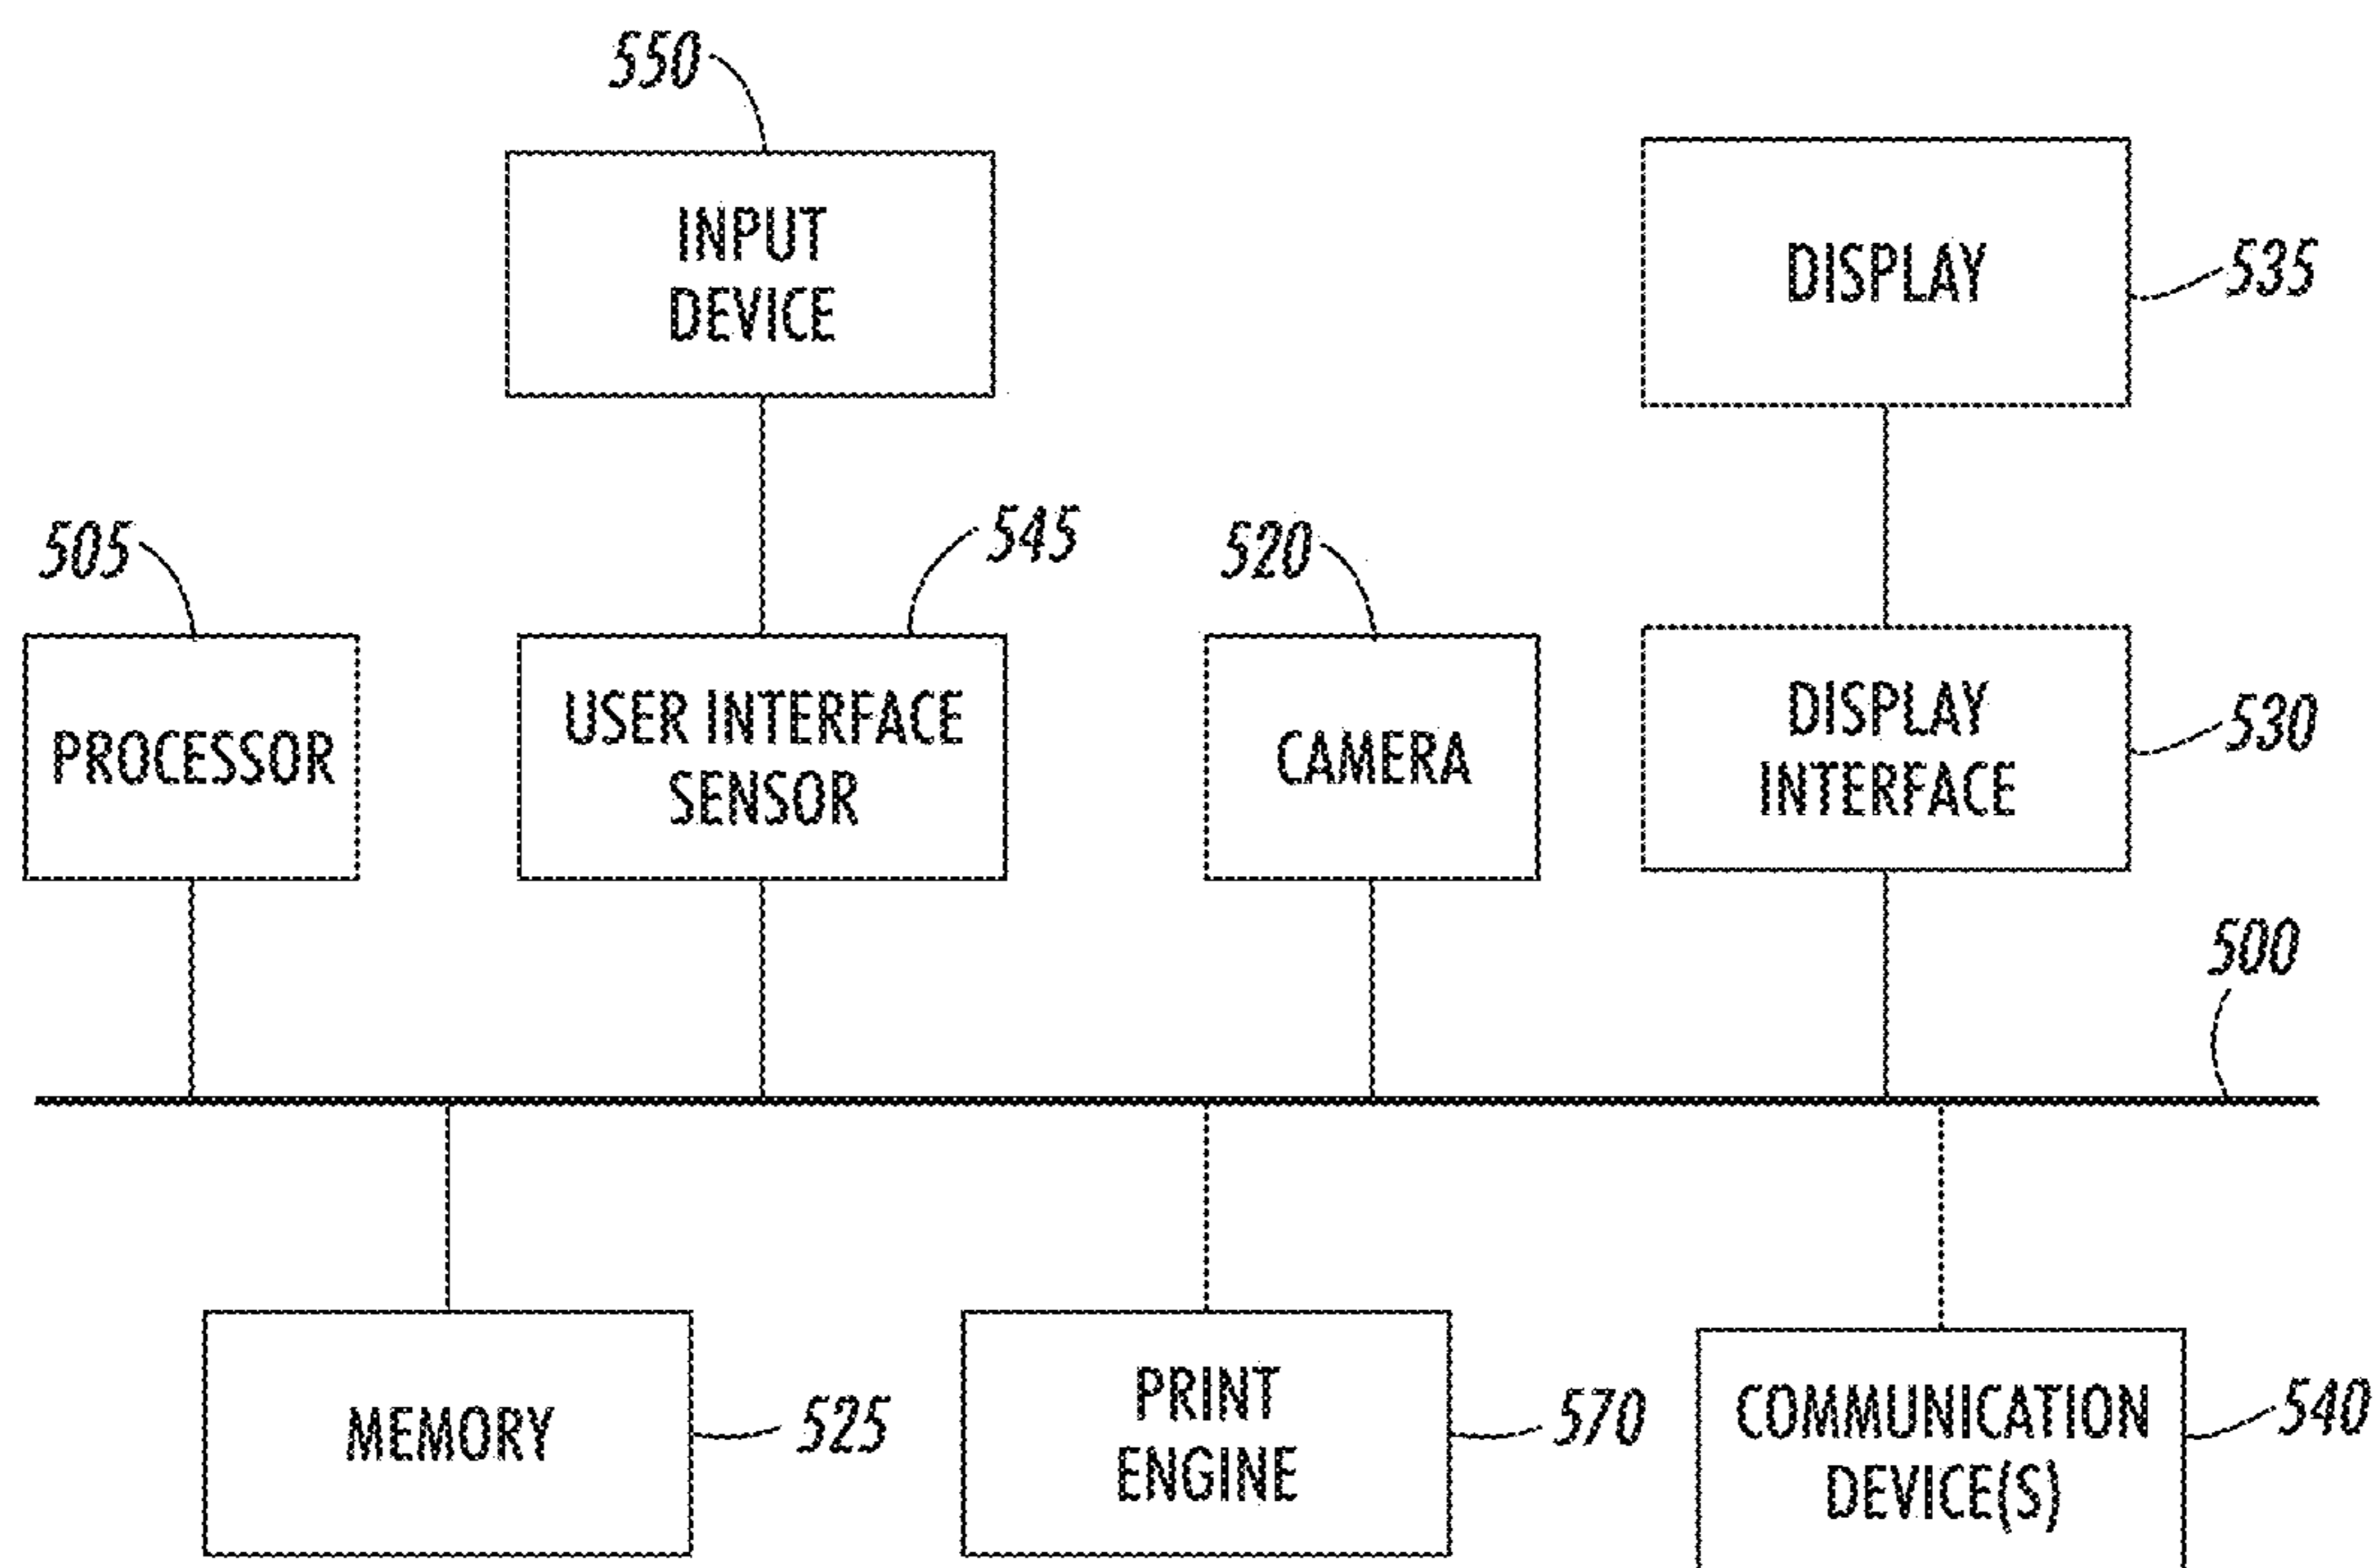 550
INPUT
DEVICE
DISPLAY
535
505
545
520
PROCESSOR
USER INTERFACE
SENSOR
CAMERA
DISPLAY
INTERFACE
530
500
MEMORY
525
PRINT
ENGINE
570
COMMUNICATION
DEVICE(S)
540